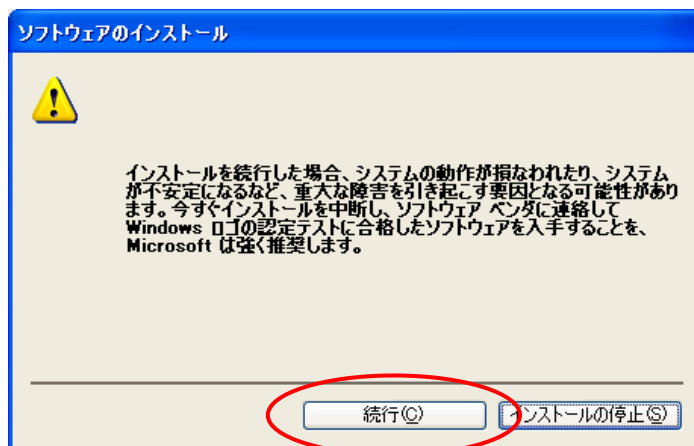 ソフトウェアのインストール
インストールを続行した場合、システムの動作が損なわれたり、システム
が不安定になるなど、重大な障害を引き起こす要因となる可能性があり
ます。今すぐインストールを中断し、ソフトウェア ベンダに連絡して
Windows ロゴの認定テストに合格したソフトウェアを入手することを、
Microsoft は強く推奨します。
続行(C)
インストールの停止(S)